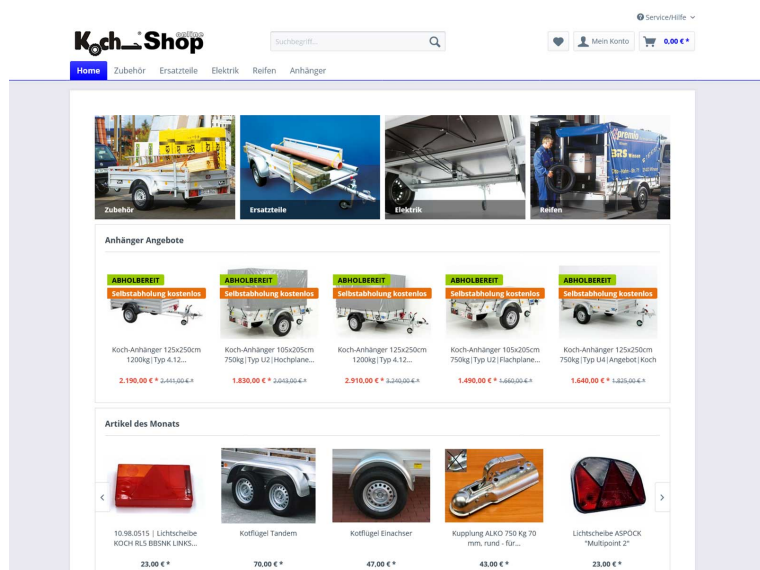 Service/Hilfe
Koch Shop online
Suchbegriff...
Mein Konto
0,00 € *
Home Zubehör Ersatzteile Elektrik Reifen Anhänger
premio
BRS
Zubehör
Ersatzteile
Elektrik
Reifen
Anhänger Angebote
ABHOLBEREIT ABHOLBEREIT ABHOLBEREIT ABHOLBEREIT ABHOLBEREIT
Selbstabholung kostenlos Selbstabholung kostenlos Selbstabholung kostenlos Selbstabholung kostenlos Selbstabholung kostenlos
Koch-Anhänger 125x250cm
1200kg|Typ 4.12...
2.190,00 € * 2.441,00 € *
Koch-Anhänger 105x205cm
750kg|Typ U2|Hochplane...
1.830,00 € * 2.043,00 € *
Koch-Anhänger 125x250cm
1200kg|Typ 4.12...
2.910,00 € * 3.240,00 € *
Koch-Anhänger 105x205cm
750kg|Typ U2|Flachplane...
1.490,00 € * 1.660,00 € *
Koch-Anhänger 125x250cm
750kg|Typ U4|Angebot|Koch
1.640,00 € * 1.825,00 € *
Artikel des Monats
10.98.0515 | Lichtscheibe
KOCH RLS BBSNK LINKS...
23,00 € *
Kotflügel Tandem
70,00 € *
Kotflügel Einachser
47,00 € *
Kupplung ALKO 750 Kg 70
mm, rund - für...
43,00 € *
Lichtscheibe ASPÖCK
"Multipoint 2"
23,00 € *